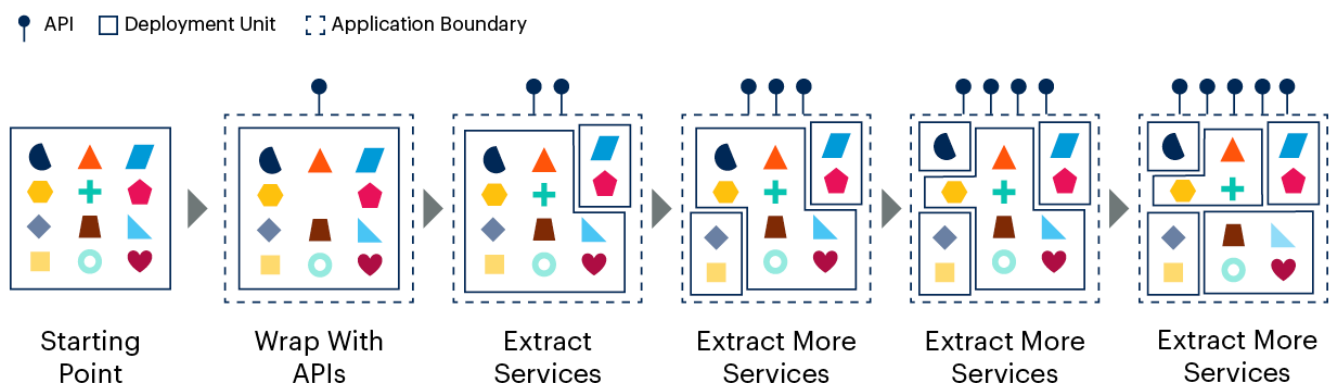 API Deployment Unit Application Boundary
Starting Point
Wrap With APIs
Extract Services
Extract More Services
Extract More Services
Extract More Services